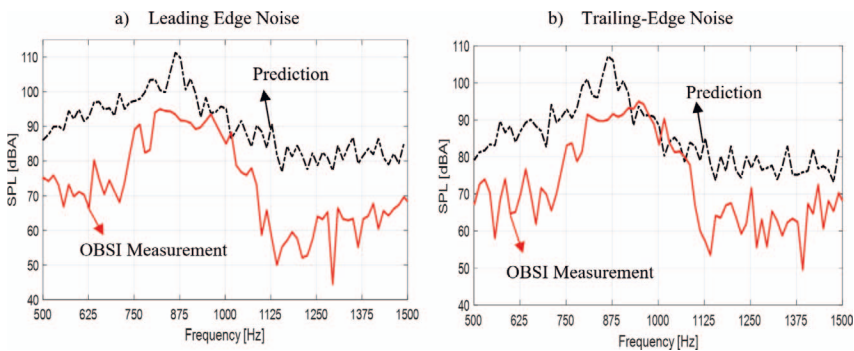 a) Leading Edge Noise
110
100
90
80
70
60
50
40
SPL [dBA]
Prediction
OBSI Measurement
500 625 750 875 1000 1125 1250 1375 1500
Frequency [Hz]
b) Trailing-Edge Noise
110
100
90
80
70
60
50
40
SPL [dBA]
Prediction
OBSI Measurement
500 625 750 875 1000 1125 1250 1375 1500
Frequency [Hz]